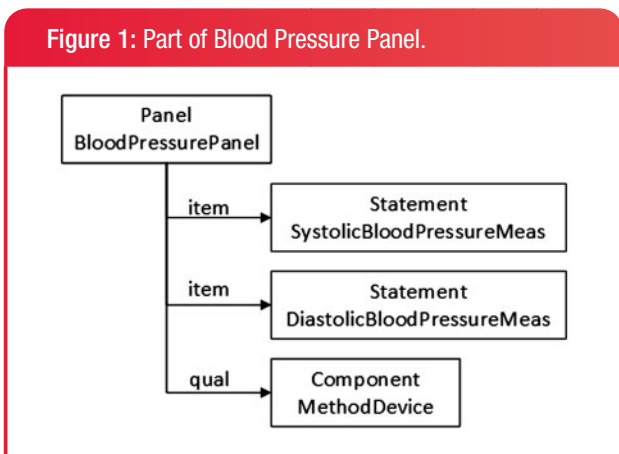 Figure 1: Part of Blood Pressure Panel.
Panel
BloodPressurePanel
item
Statement
SystolicBloodPressureMeas
item
Statement
DiastolicBloodPressureMeas
qual
Component
MethodDevice